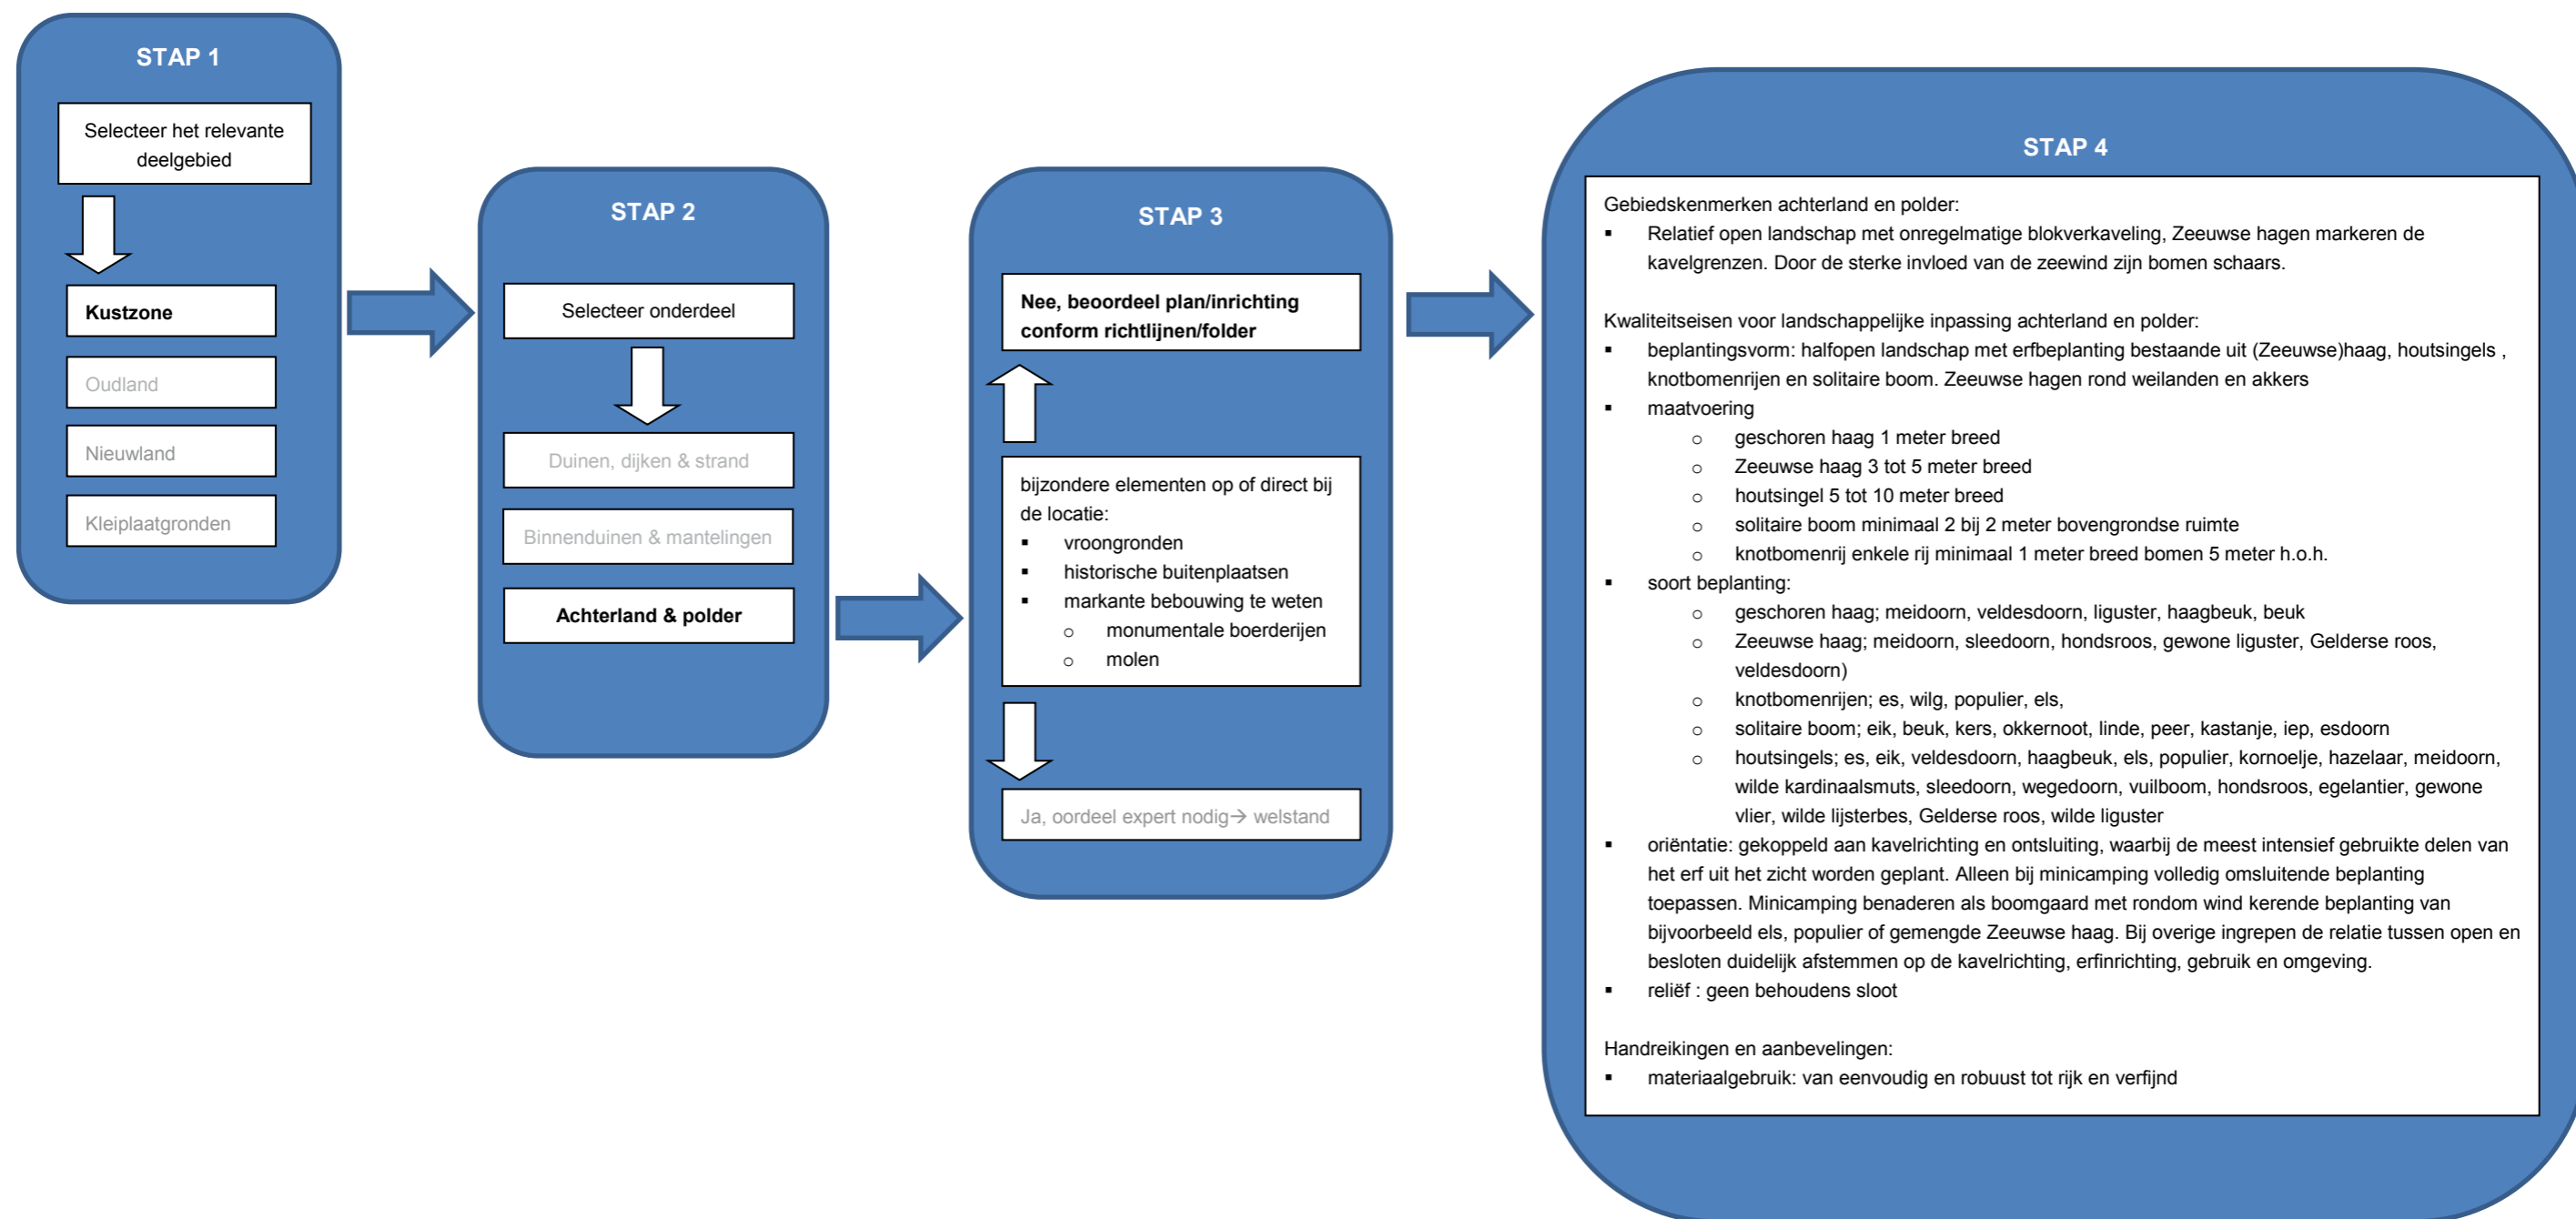 STAP 1
Selecteer het relevante
deelgebied
Kustzone
Oudland
Nieuwland
Kleiplaatgronden
STAP 2
Selecteer onderdeel
Duinen, dijken & strand
Binnenduinen & mantelingen
Achterland & polder
STAP 3
Nee, beoordeel plan/inrichting
conform richtlijnen/folder
bijzondere elementen op of direct bij
de locatie:
▪ vroongronden
▪ historische buitenplaatsen
▪ markante bebouwing te weten
o monumentale boerderijen
o molen
Ja, oordeel expert nodig→ welstand
STAP 4
Gebiedskenmerken achterland en polder:
▪ Relatief open landschap met onregelmatige blokverkaveling, Zeeuwse hagen markeren de
kavelgrenzen. Door de sterke invloed van de zeewind zijn bomen schaars.
Kwaliteitseisen voor landschappelijke inpassing achterland en polder:
▪ beplantingsvorm: halfopen landschap met erfbeplanting bestaande uit (Zeeuwse)haag, houtsingels ,
knotbomenrijen en solitaire boom. Zeeuwse hagen rond weilanden en akkers
▪ maatvoering
o geschoren haag 1 meter breed
o Zeeuwse haag 3 tot 5 meter breed
o houtsingel 5 tot 10 meter breed
o solitaire boom minimaal 2 bij 2 meter bovengrondse ruimte
o knotbomenrij enkele rij minimaal 1 meter breed bomen 5 meter h.o.h.
▪ soort beplanting:
o geschoren haag; meidoorn, veldesdoorn, liguster, haagbeuk, beuk
o Zeeuwse haag; meidoorn, sleedoorn, hondsroos, gewone liguster, Gelderse roos,
veldesdoorn)
o knotbomenrijen; es, wilg, populier, els,
o solitaire boom; eik, beuk, kers, okkernoot, linde, peer, kastanje, iep, esdoorn
o houtsingels; es, eik, veldesdoorn, haagbeuk, els, populier, kornoelje, hazelaar, meidoorn,
wilde kardinaalsmuts, sleedoorn, wegedoorn, vuilboom, hondsroos, egelantier, gewone
vlier, wilde lijsterbes, Gelderse roos, wilde liguster
▪ oriëntatie: gekoppeld aan kavelrichting en ontsluiting, waarbij de meest intensief gebruikte delen van
het erf uit het zicht worden geplant. Alleen bij minicamping volledig omsluitende beplanting
toepassen. Minicamping benaderen als boomgaard met rondom wind kerende beplanting van
bijvoorbeeld els, populier of gemengde Zeeuwse haag. Bij overige ingrepen de relatie tussen open en
besloten duidelijk afstemmen op de kavelrichting, erfinrichting, gebruik en omgeving.
▪ reliëf : geen behoudens sloot
Handreikingen en aanbevelingen:
▪ materiaalgebruik: van eenvoudig en robuust tot rijk en verfijnd